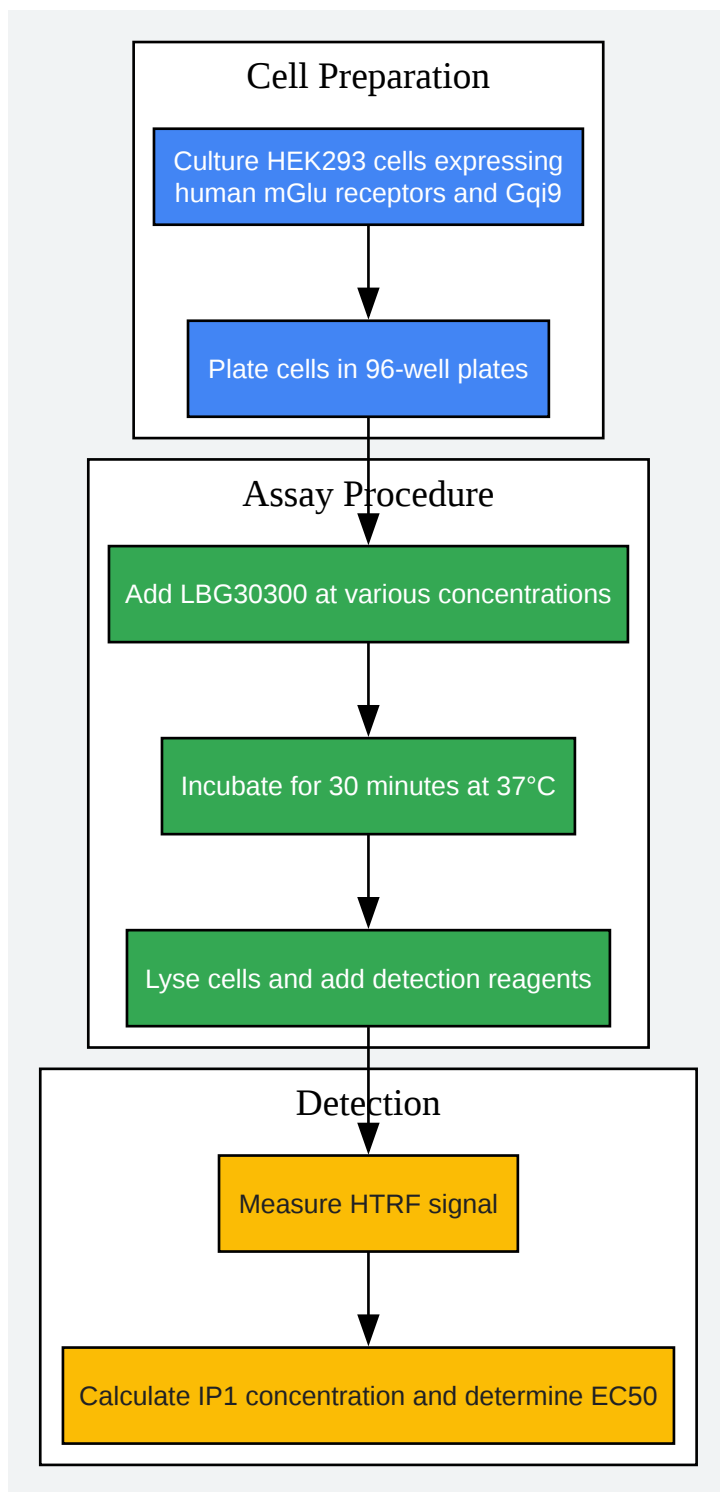 Cell Preparation
Culture HEK293 cells expressing
human mGlu receptors and Gqi9
Plate cells in 96-well plates
Assay Procedure
Add LBG30300 at various concentrations
Incubate for 30 minutes at 37°C
Lyse cells and add detection reagents
Detection
Measure HTRF signal
Calculate IP1 concentration and determine EC50